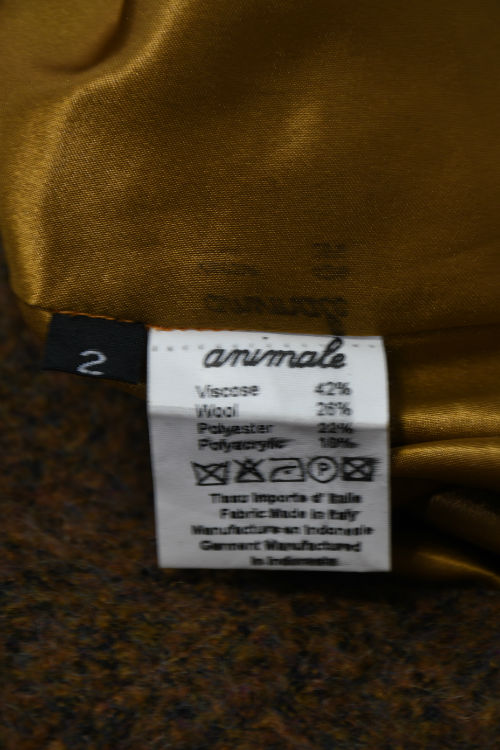 2
animale
Viscose 42%
Wool 26%
Polyester 22%
Polyacrylic 10%
P
Tissu Importe d' Italie
Fabric Made in Italy
Manufacture en Indonesie
Garment Manufactured
in Indonesia